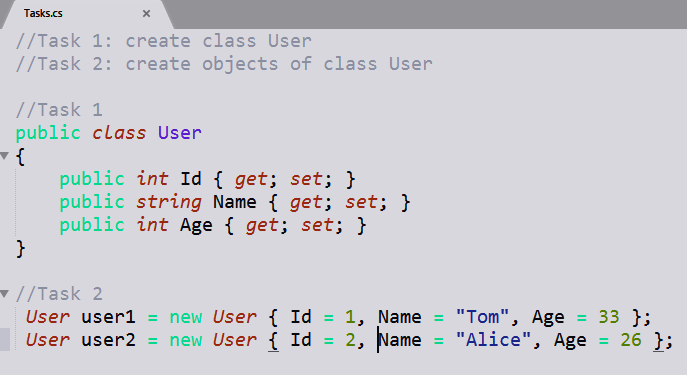 Tasks.cs ×
//Task 1: create class User
//Task 2: create objects of class User
//Task 1
public class User
{
public int Id { get; set; }
public string Name { get; set; }
public int Age { get; set; }
}
//Task 2
User user1 = new User { Id = 1, Name = "Tom", Age = 33 };
User user2 = new User { Id = 2, Name = "Alice", Age = 26 };